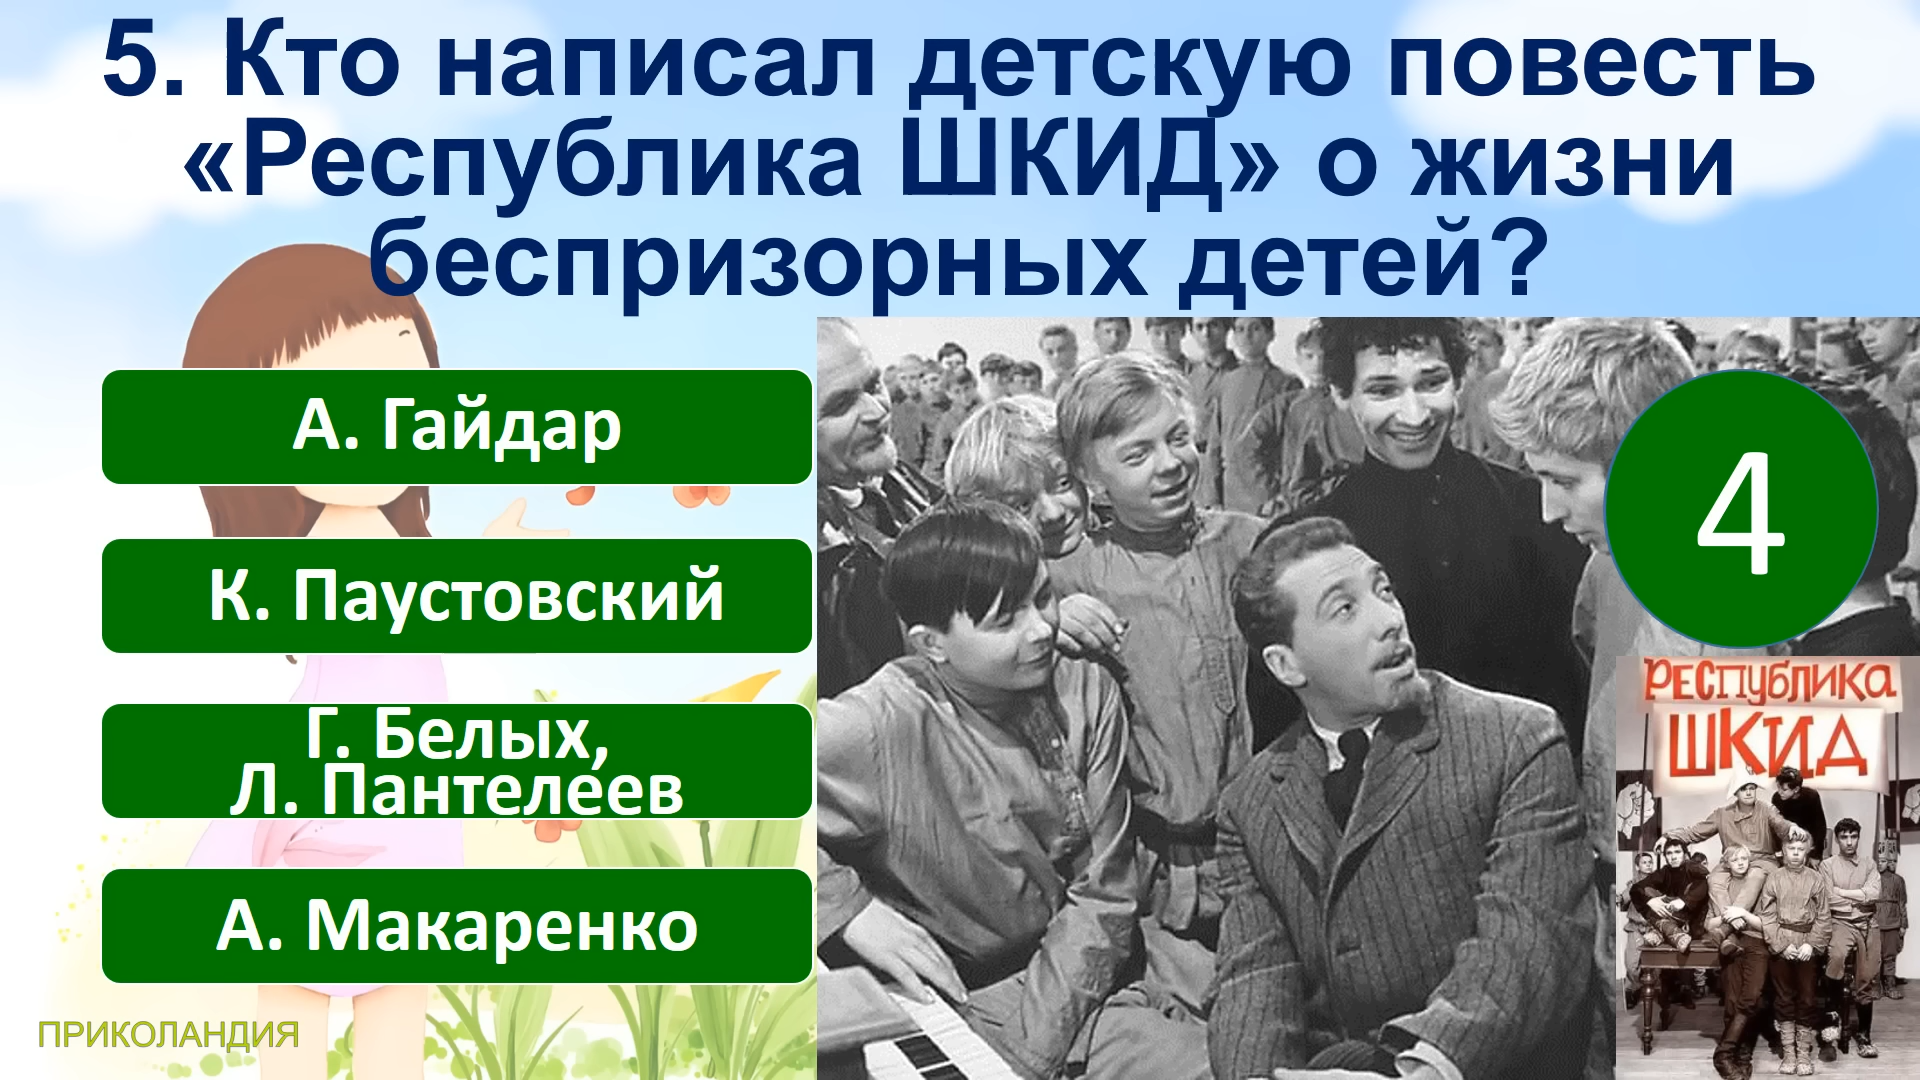 5. Кто написал детскую повесть
«Республика ШКИД» о жизни
беспризорных детей?
А. Гайдар
К. Паустовский
Г. Белых,
Л. Пантелеев
А. Макаренко
4
РЕСПУБЛИКА
ШКИД
ПРИКОЛАНДИЯ